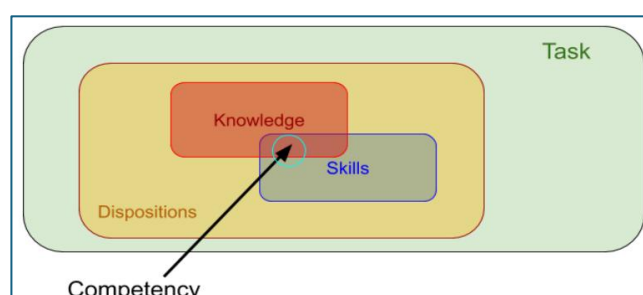 Task
Knowledge
Skills
Dispositions
Competency